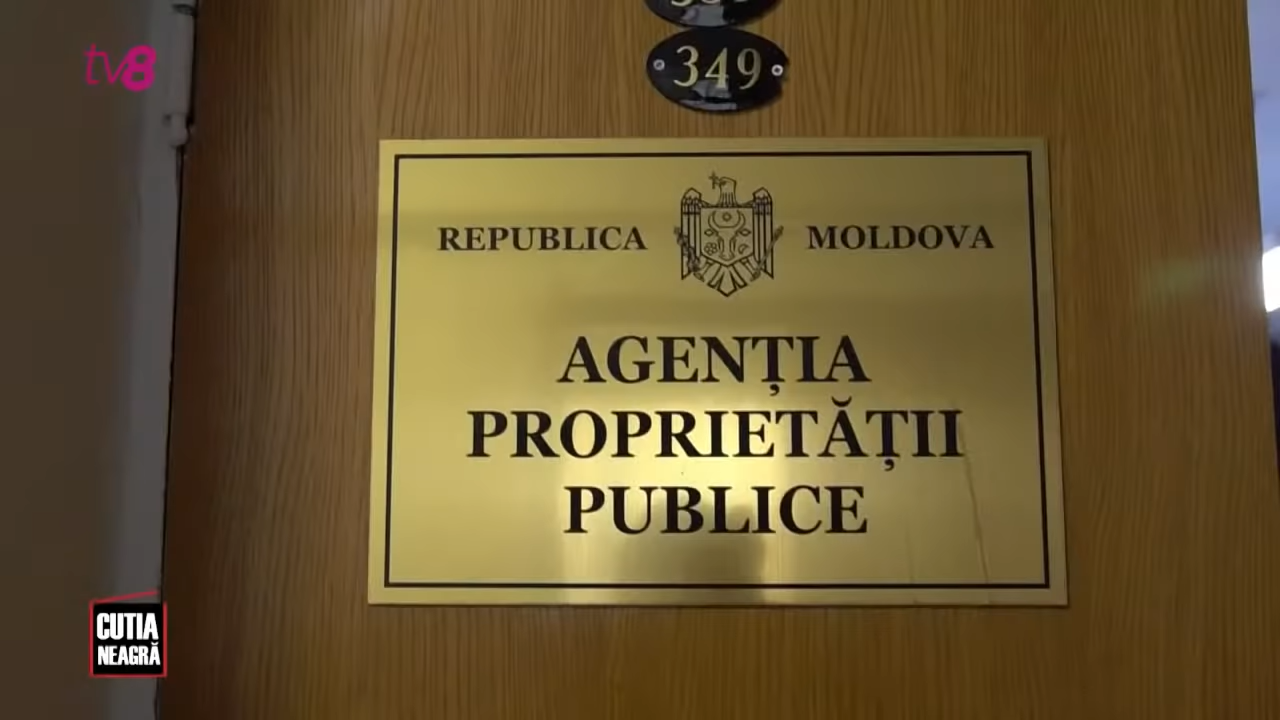 tv8
349
REPUBLICA MOLDOVA
AGENȚIA
PROPRIETĂȚII
PUBLICE
CUTIA
NEAGRĂ